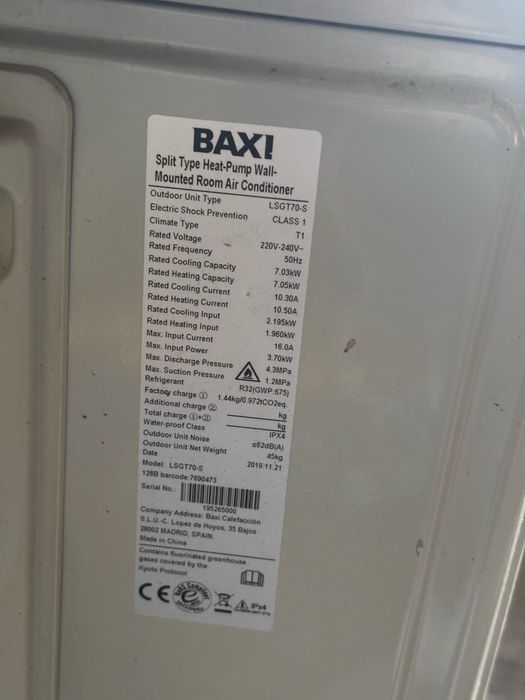 BAXI
Split Type Heat-Pump Wall-
Mounted Room Air Conditioner
Outdoor Unit Type LSGT70-S
Electric Shock Prevention CLASS 1
Climate Type T1
Rated Voltage 220V-240V~
Rated Frequency 50Hz
Rated Cooling Capacity 7.03kW
Rated Heating Capacity 7.05kW
Rated Cooling Current 10.30A
Rated Heating Current 10.50A
Rated Cooling Input 2.195kW
Rated Heating Input 1.960kW
Max. Input Current 16.0A
Max. Input Power 3.70kW
Max. Discharge Pressure 4.3MPa
Max. Suction Pressure 1.2MPa
Refrigerant R32(GWP:675)
Factory charge ① 1.44kg/0.972tCO2eq.
Additional charge ② kg
Total charge ①+② kg
Water-proof Class IPX4
Outdoor Unit Noise ≤62dB(A)
Outdoor Unit Net Weight 45kg
Date 2019.11.21
Model: LSGT70-S
128B barcode:7690473
Serial No.:
195265000
Company Address: Baxi Calefacción
S.L.U.-C. Lopez de Hoyos, 35 Bajos
28002 MADRID, SPAIN.
Made in China
Contains fluorinated greenhouse
gases covered by the
Kyoto Protocol
CE
IPx4